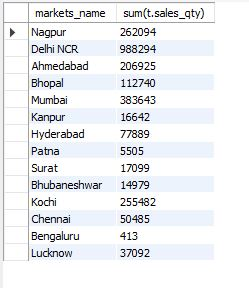 markets_name sum(t.sales_qty)
Nagpur 262094
Delhi NCR 988294
Ahmedabad 206925
Bhopal 112740
Mumbai 383643
Kanpur 16642
Hyderabad 77889
Patna 5505
Surat 17099
Bhubaneshwar 14979
Kochi 255482
Chennai 50485
Bengaluru 413
Lucknow 37092